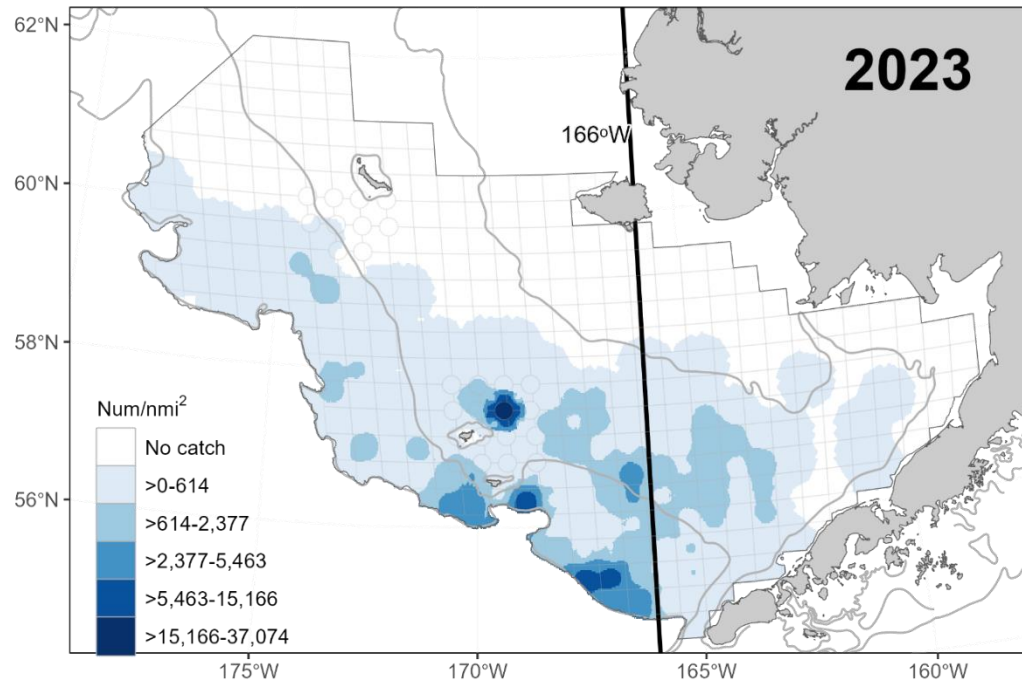 62°N
2023
166°W
60°N
58°N
56°N
Num/nmi²
No catch
>0-614
>614-2,377
>2,377-5,463
>5,463-15,166
>15,166-37,074
175°W 170°W 165°W 160°W